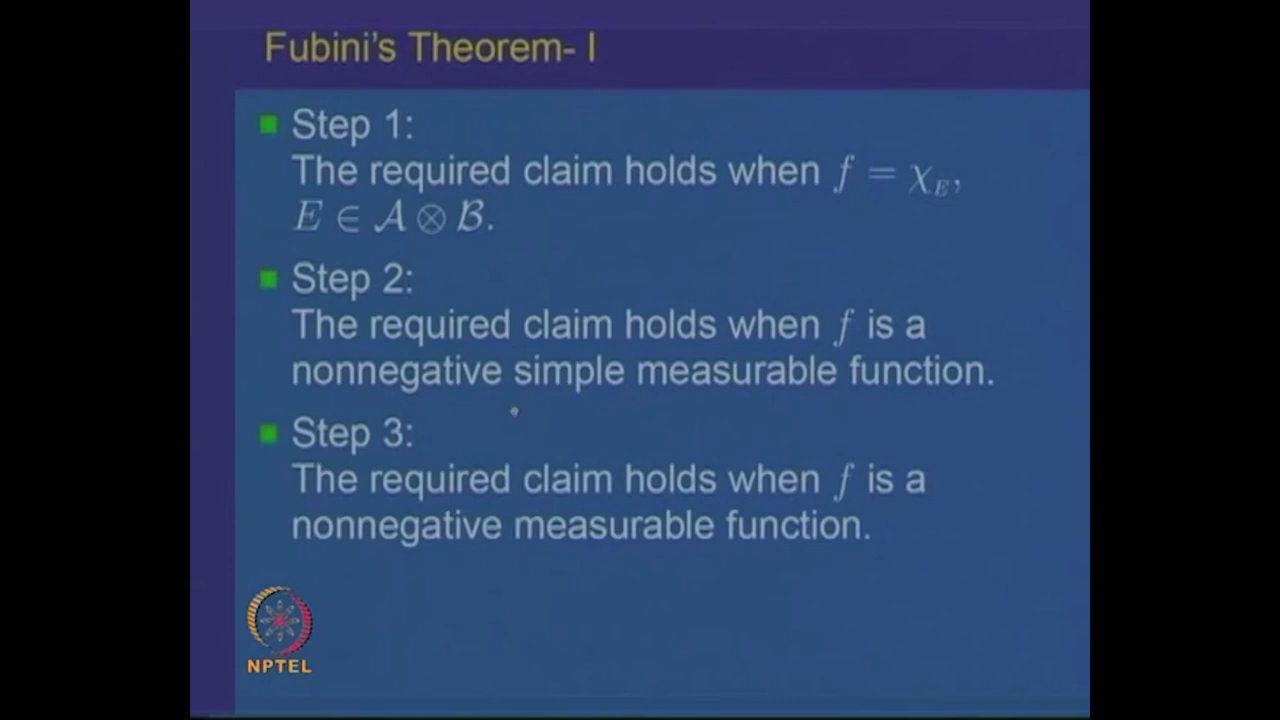 Fubini's Theorem- I
Step 1:
The required claim holds when f = χ_E,
E ∈ 𝒜 ⊗ ℬ.
Step 2:
The required claim holds when f is a
nonnegative simple measurable function.
Step 3:
The required claim holds when f is a
nonnegative measurable function.
NPTEL